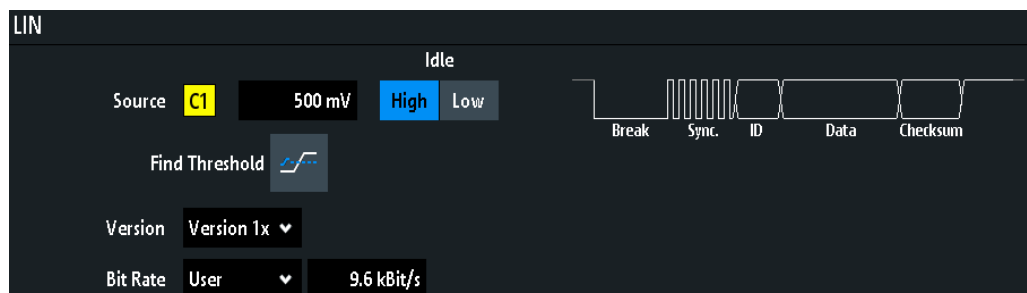 LIN
Idle
Source C1 500 mV High Low
Break Sync. ID Data Checksum
Find Threshold
Version Version 1x
Bit Rate User 9.6 kBit/s